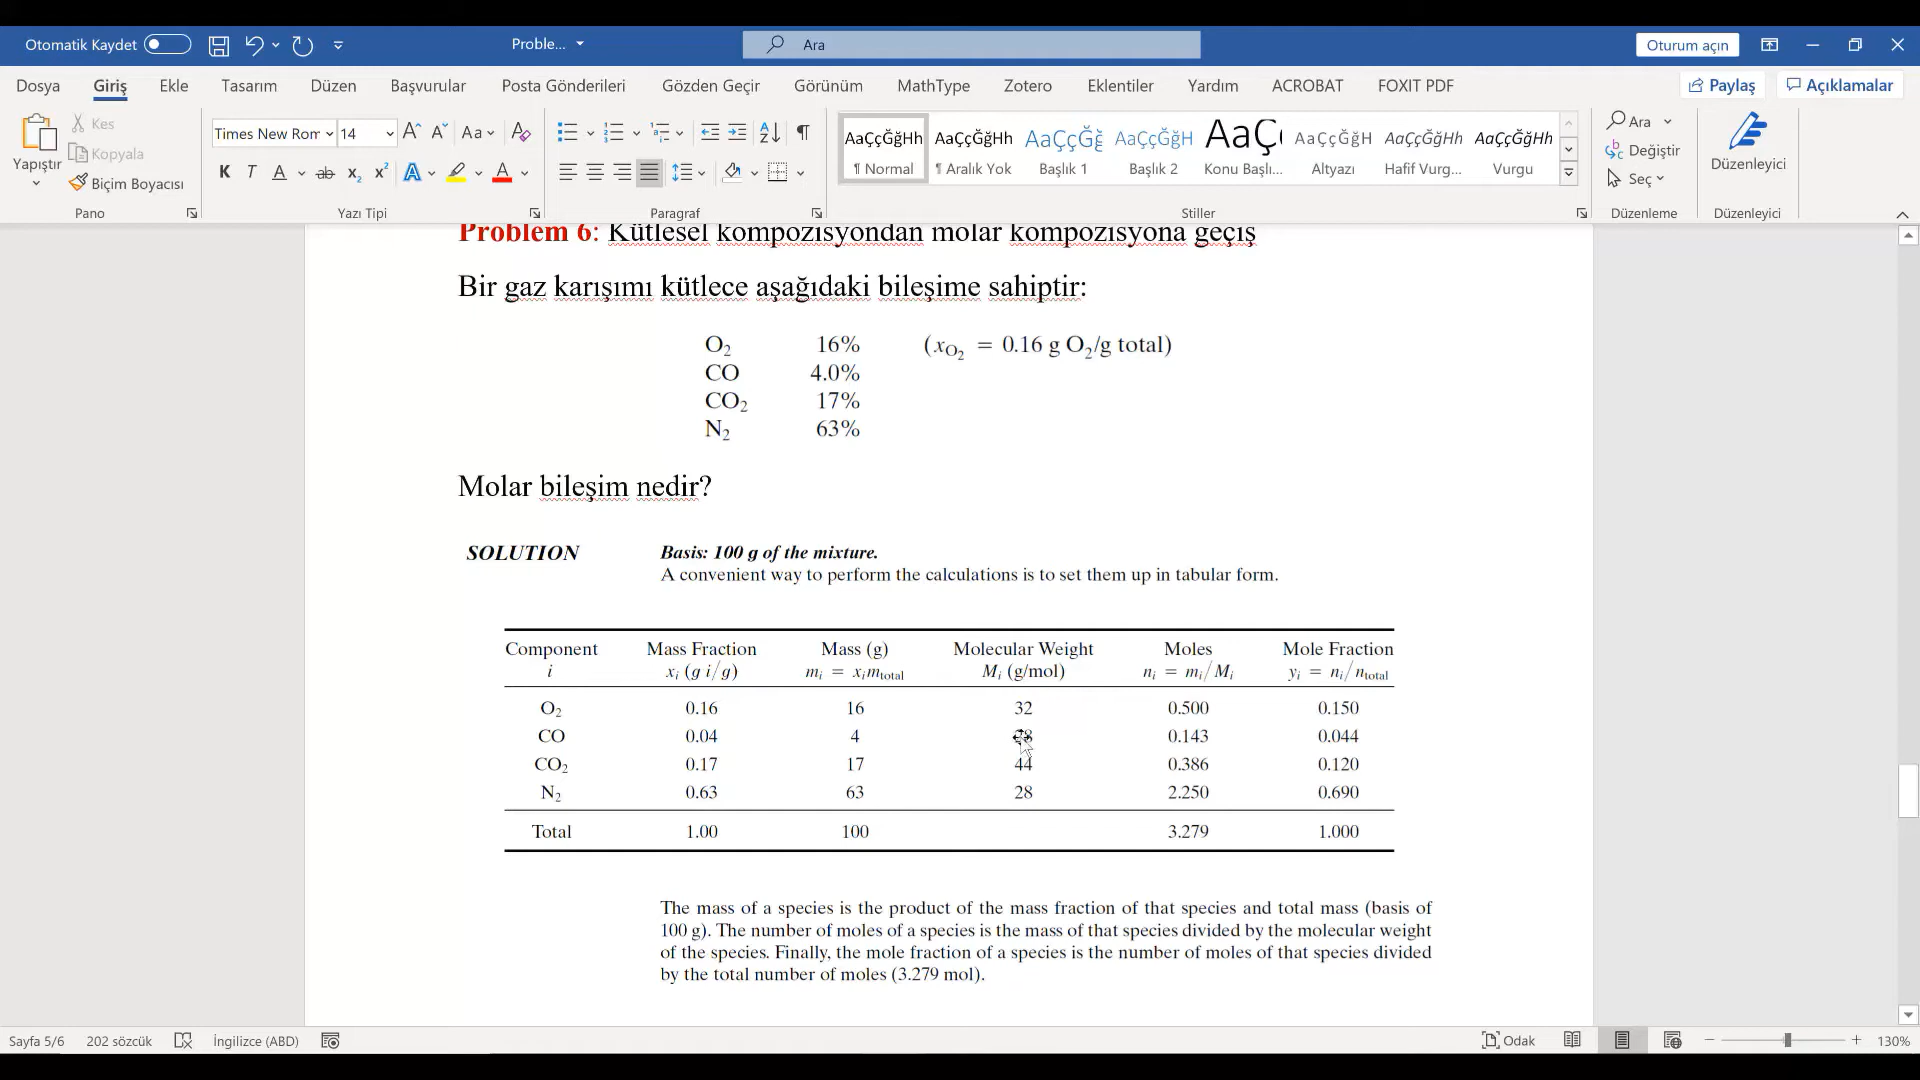 Otomatik Kaydet
Proble...
Ara
Oturum açın
Dosya Giriş Ekle Tasarım Düzen Başvurular Posta Gönderileri Gözden Geçir Görünüm MathType Zotero Eklentiler Yardım ACROBAT FOXIT PDF Paylaş Açıklamalar
Yapıştır
Kes
Kopyala
Biçim Boyacısı
Pano
Times New Ror 14
Yazı Tipi
Paragraf
AaÇçĞğHh AaÇçĞğHh AaÇçĞğ AaÇçĞğH AaÇ AaÇçĞğH AaÇçĞğHh AaÇçĞğHh
¶ Normal ¶ Aralık Yok Başlık 1 Başlık 2 Konu Başlı... Altyazı Hafif Vurg... Vurgu
Stiller
Ara
Değiştir
Seç
Düzenleme
Düzenleyici
Düzenleyici
Problem 6: Kütlesel kompozisyondan molar kompozisyona geçiş
Bir gaz karışımı kütlece aşağıdaki bileşime sahiptir:
O₂ 16% (x_O₂ = 0.16 g O₂/g total)
CO 4.0%
CO₂ 17%
N₂ 63%
Molar bileşim nedir?
SOLUTION Basis: 100 g of the mixture.
A convenient way to perform the calculations is to set them up in tabular form.
Component Mass Fraction Mass (g) Molecular Weight Moles Mole Fraction
i xᵢ (g i/g) mᵢ = xᵢm_total Mᵢ (g/mol) nᵢ = mᵢ/Mᵢ yᵢ = nᵢ/n_total
O₂ 0.16 16 32 0.500 0.150
CO 0.04 4 0.143 0.044
CO₂ 0.17 17 44 0.386 0.120
N₂ 0.63 63 28 2.250 0.690
Total 1.00 100 3.279 1.000
The mass of a species is the product of the mass fraction of that species and total mass (basis of
100 g). The number of moles of a species is the mass of that species divided by the molecular weight
of the species. Finally, the mole fraction of a species is the number of moles of that species divided
by the total number of moles (3.279 mol).
Sayfa 5/6 202 sözcük İngilizce (ABD) Odak 130%